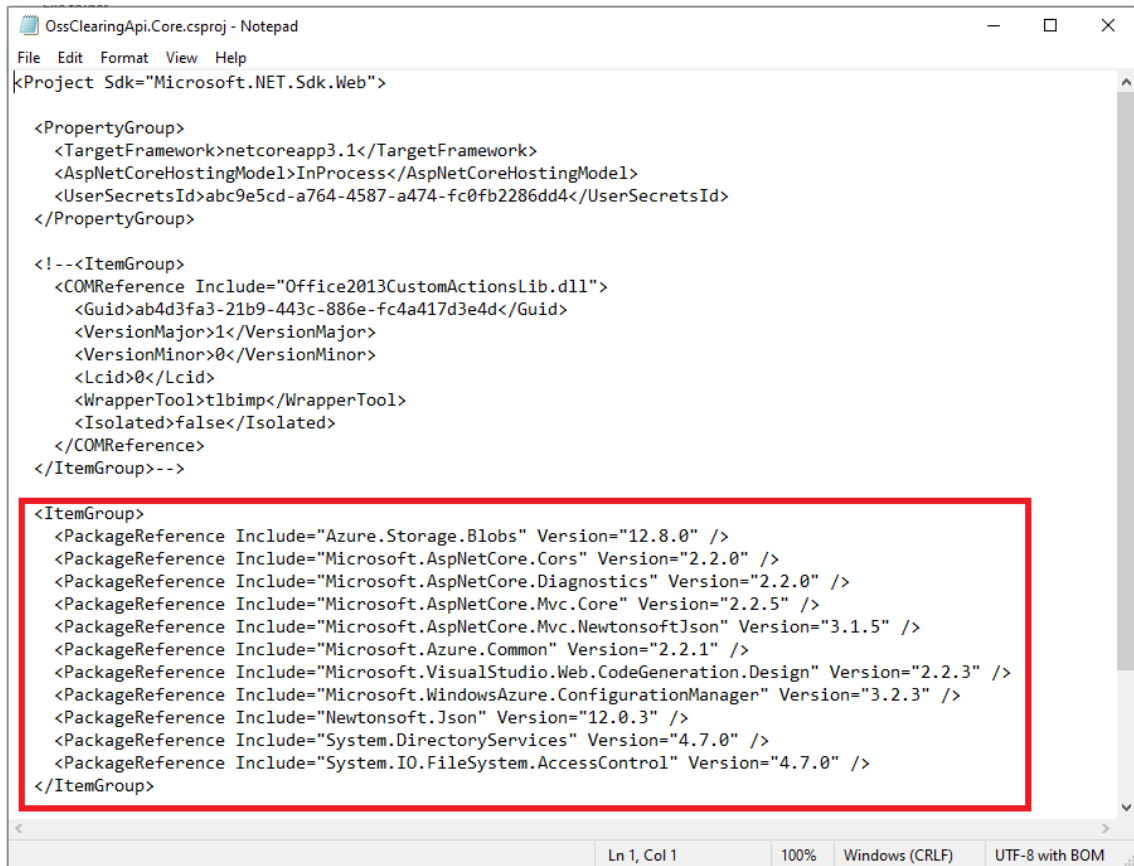 OssClearingApi.Core.csproj - Notepad
File Edit Format View Help
<Project Sdk="Microsoft.NET.Sdk.Web">
<PropertyGroup>
<TargetFramework>netcoreapp3.1</TargetFramework>
<AspNetCoreHostingModel>InProcess</AspNetCoreHostingModel>
<UserSecretsId>abc9e5cd-a764-4587-a474-fc0fb2286dd4</UserSecretsId>
</PropertyGroup>
<!--<ItemGroup>
<COMReference Include="Office2013CustomActionsLib.dll">
<Guid>ab4d3fa3-21b9-443c-886e-fc4a417d3e4d</Guid>
<VersionMajor>1</VersionMajor>
<VersionMinor>0</VersionMinor>
<Lcid>0</Lcid>
<WrapperTool>tlbimp</WrapperTool>
<Isolated>false</Isolated>
</COMReference>
</ItemGroup>-->
<ItemGroup>
<PackageReference Include="Azure.Storage.Blobs" Version="12.8.0" />
<PackageReference Include="Microsoft.AspNetCore.Cors" Version="2.2.0" />
<PackageReference Include="Microsoft.AspNetCore.Diagnostics" Version="2.2.0" />
<PackageReference Include="Microsoft.AspNetCore.Mvc.Core" Version="2.2.5" />
<PackageReference Include="Microsoft.AspNetCore.Mvc.NewtonsoftJson" Version="3.1.5" />
<PackageReference Include="Microsoft.Azure.Common" Version="2.2.1" />
<PackageReference Include="Microsoft.VisualStudio.Web.CodeGeneration.Design" Version="2.2.3" />
<PackageReference Include="Microsoft.WindowsAzure.ConfigurationManager" Version="3.2.3" />
<PackageReference Include="Newtonsoft.Json" Version="12.0.3" />
<PackageReference Include="System.DirectoryServices" Version="4.7.0" />
<PackageReference Include="System.IO.FileSystem.AccessControl" Version="4.7.0" />
</ItemGroup>
Ln 1, Col 1 100% Windows (CRLF) UTF-8 with BOM